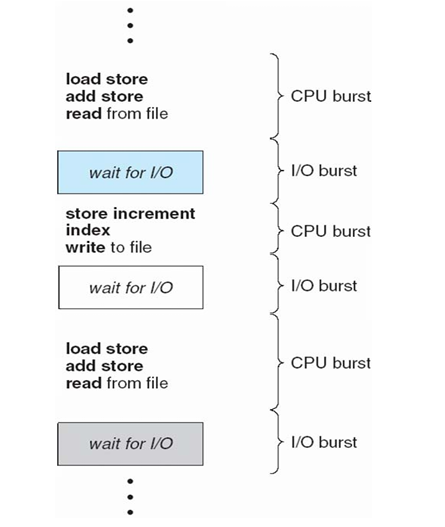 load store
add store
read from file
CPU burst
wait for I/O
I/O burst
store increment
index
write to file
CPU burst
wait for I/O
I/O burst
load store
add store
read from file
CPU burst
wait for I/O
I/O burst